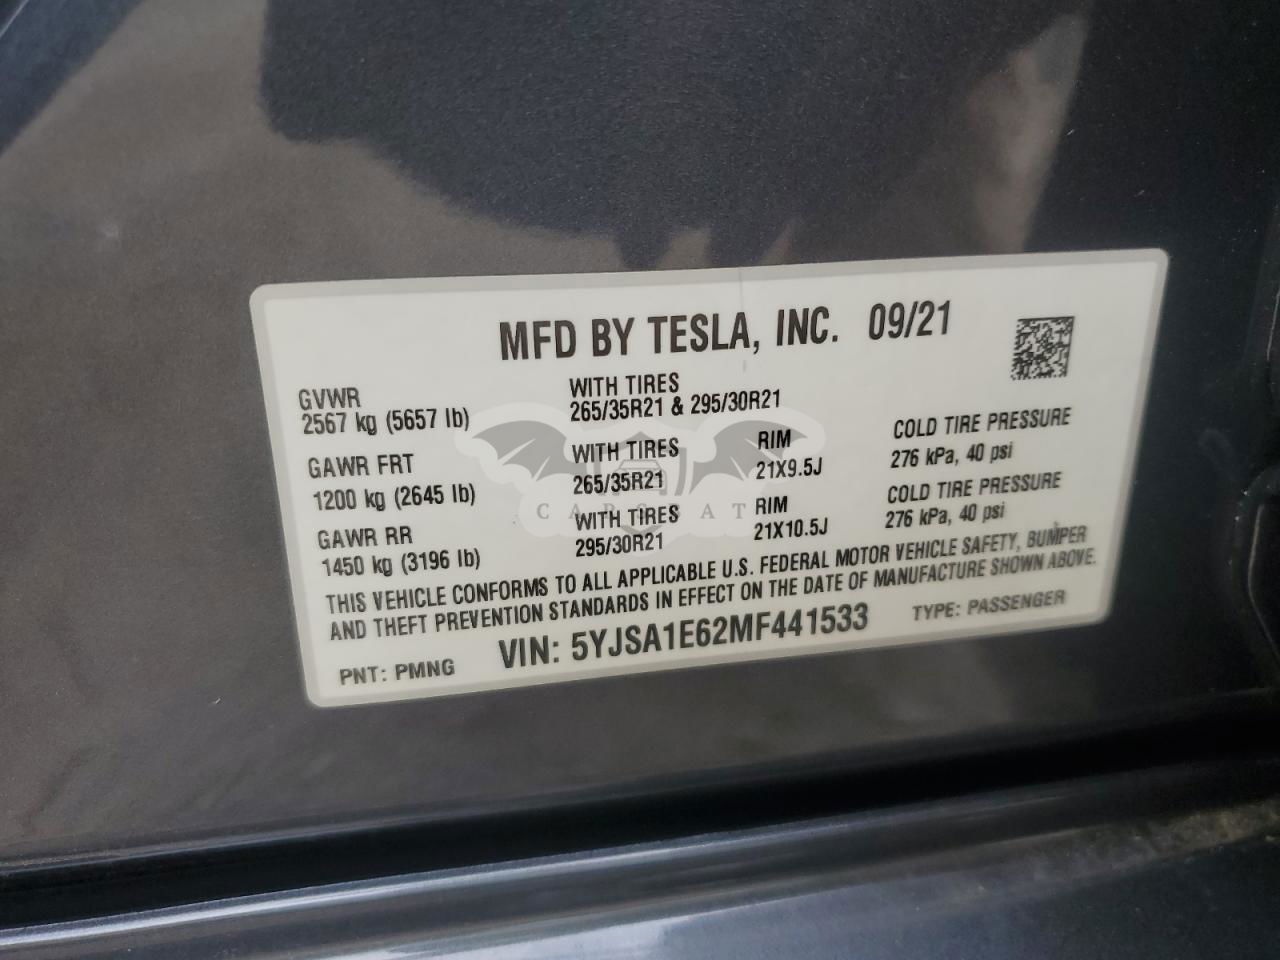 MFD BY TESLA, INC. 09/21
GVWR
2567 kg (5657 lb)
WITH TIRES
265/35R21 & 295/30R21
GAWR FRT
1200 kg (2645 lb)
WITH TIRES
265/35R21
RIM
21X9.5J
COLD TIRE PRESSURE
276 kPa, 40 psi
GAWR RR
1450 kg (3196 lb)
WITH TIRES
295/30R21
RIM
21X10.5J
COLD TIRE PRESSURE
276 kPa, 40 psi
THIS VEHICLE CONFORMS TO ALL APPLICABLE U.S. FEDERAL MOTOR VEHICLE SAFETY, BUMPER
AND THEFT PREVENTION STANDARDS IN EFFECT ON THE DATE OF MANUFACTURE SHOWN ABOVE.
PNT: PMNG VIN: 5YJSA1E62MF441533 TYPE: PASSENGER